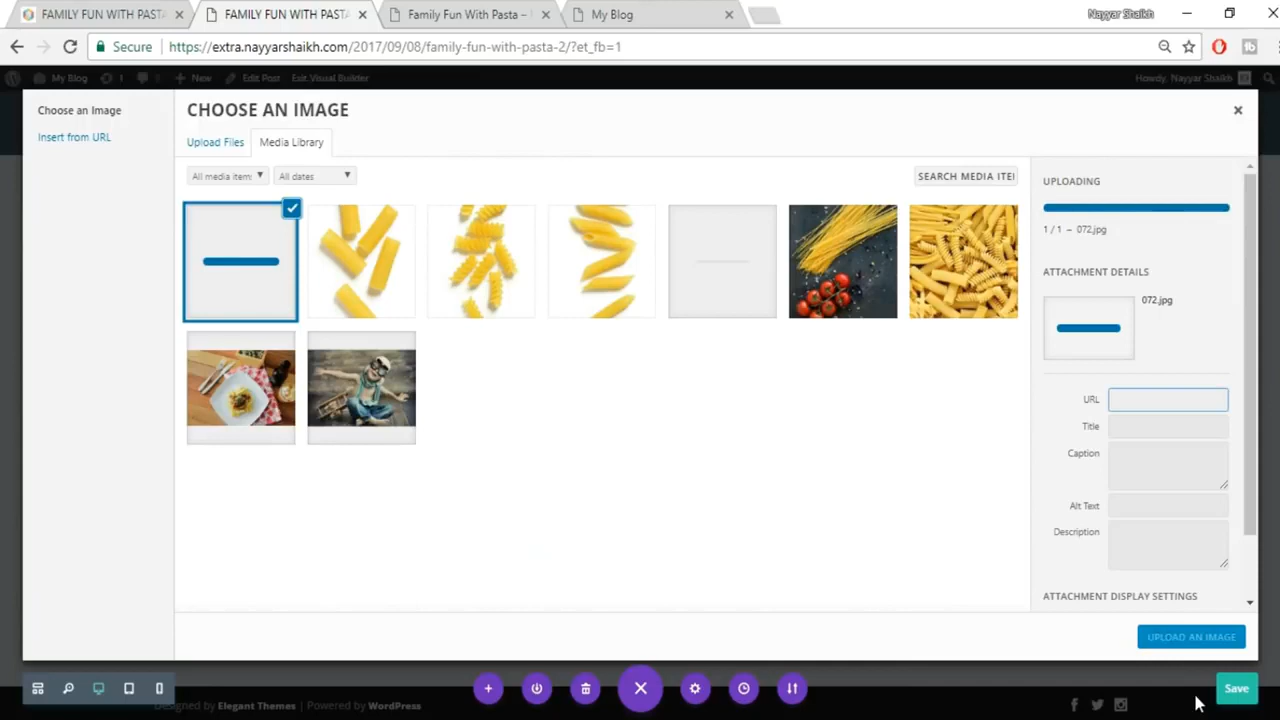 FAMILY FUN WITH PASTA
FAMILY FUN WITH PASTA
Family Fun With Pasta –
My Blog
Nayyar Shaikh
Secure
https://extra.nayyarshaikh.com/2017/09/08/family-fun-with-pasta-2/?et_fb=1
My Blog
1
New
Edit Post
Exit Visual Builder
Howdy, Nayyar Shaikh
Choose an Image
Insert from URL
CHOOSE AN IMAGE
Upload Files
Media Library
All media item
All dates
SEARCH MEDIA ITE
UPLOADING
1 / 1 – 072.jpg
ATTACHMENT DETAILS
072.jpg
URL
Title
Caption
Alt Text
Description
ATTACHMENT DISPLAY SETTINGS
UPLOAD AN IMAGE
Save
Designed by Elegant Themes | Powered by WordPress